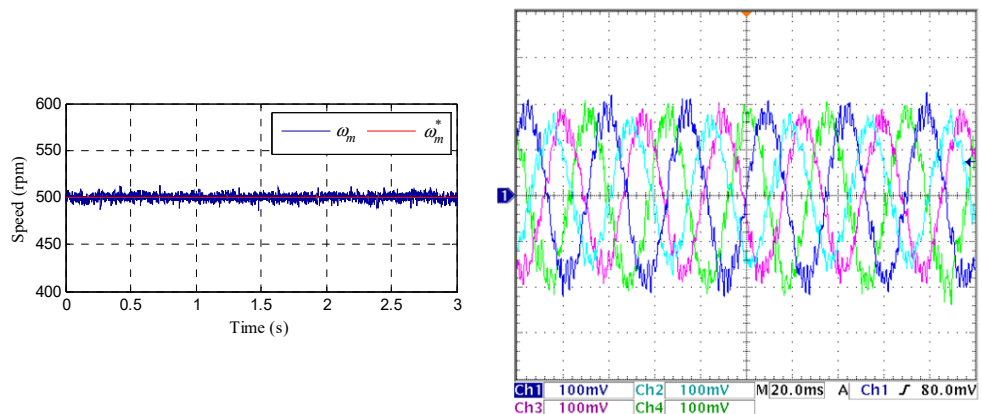 600
550
500
450
400
Speed (rpm)
ω_m ω_m^*
0 0.5 1 1.5 2 2.5 3
Time (s)
1
Ch1 100mV Ch2 100mV M 20.0ms A Ch1 ʃ 80.0mV
Ch3 100mV Ch4 100mV